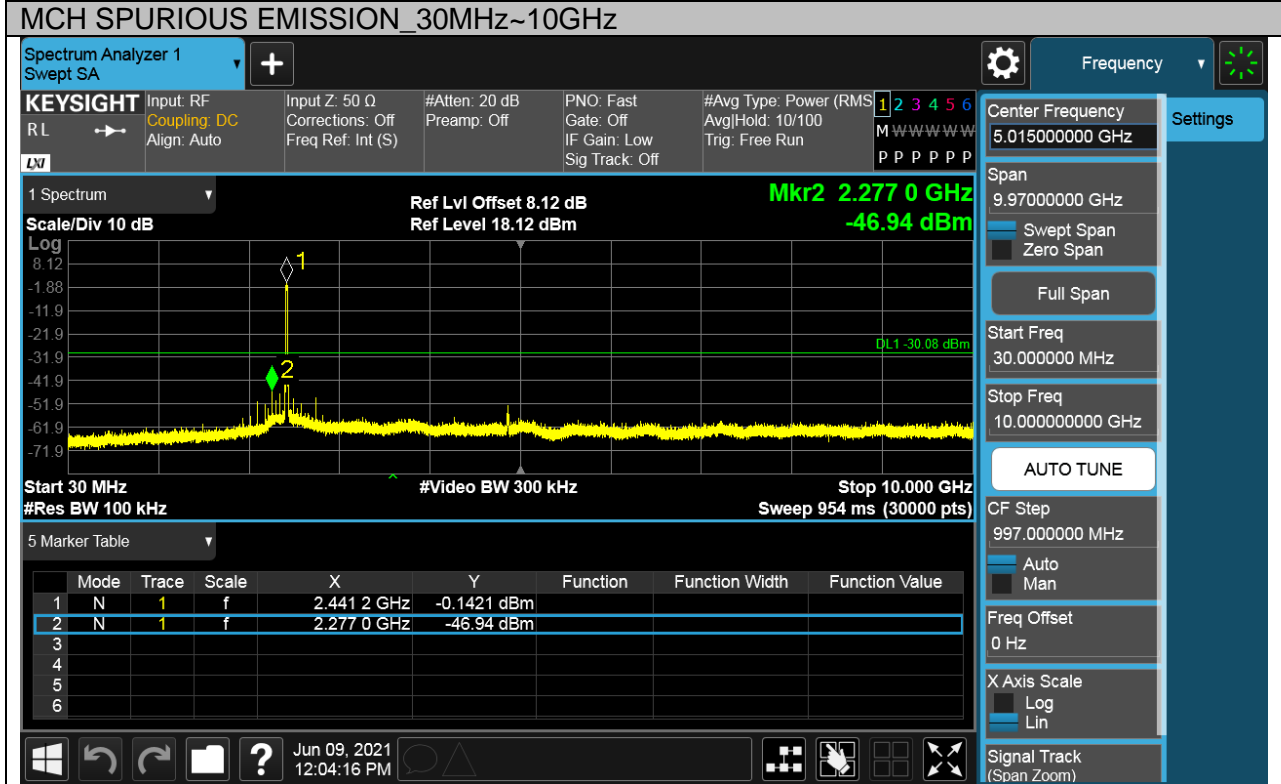 MCH SPURIOUS EMISSION_30MHz~10GHz
Spectrum Analyzer 1
Swept SA
+
Frequency
KEYSIGHT
RL
LXI
Input: RF
Coupling: DC
Align: Auto
Input Z: 50 Ω
Corrections: Off
Freq Ref: Int (S)
#Atten: 20 dB
Preamp: Off
PNO: Fast
Gate: Off
IF Gain: Low
Sig Track: Off
#Avg Type: Power (RMS
Avg|Hold: 10/100
Trig: Free Run
1 2 3 4 5 6
M W W W W W
P P P P P P
1 Spectrum
Scale/Div 10 dB
Ref Lvl Offset 8.12 dB
Ref Level 18.12 dBm
Mkr2 2.277 0 GHz
-46.94 dBm
Log
8.12
-1.88
-11.9
-21.9
-31.9
-41.9
-51.9
-61.9
-71.9
1
2
DL1 -30.08 dBm
Start 30 MHz
#Res BW 100 kHz
#Video BW 300 kHz
Stop 10.000 GHz
Sweep 954 ms (30000 pts)
5 Marker Table
Mode Trace Scale X Y Function Function Width Function Value
1 N 1 f 2.441 2 GHz -0.1421 dBm
2 N 1 f 2.277 0 GHz -46.94 dBm
3
4
5
6
?
Jun 09, 2021
12:04:16 PM
Center Frequency
5.015000000 GHz
Settings
Span
9.97000000 GHz
Swept Span
Zero Span
Full Span
Start Freq
30.000000 MHz
Stop Freq
10.000000000 GHz
AUTO TUNE
CF Step
997.000000 MHz
Auto
Man
Freq Offset
0 Hz
X Axis Scale
Log
Lin
Signal Track
(Span Zoom)